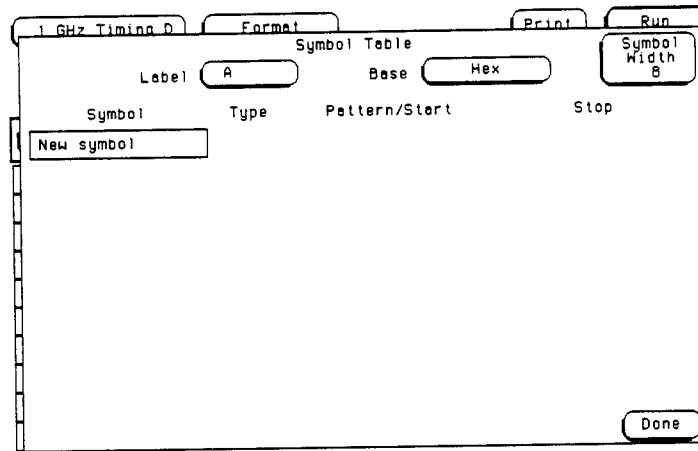 1 GHz Timing D Format Print Run
Symbol Table
Symbol Width 8
Label A Base Hex
Symbol Type Pattern/Start Stop
New symbol
Done